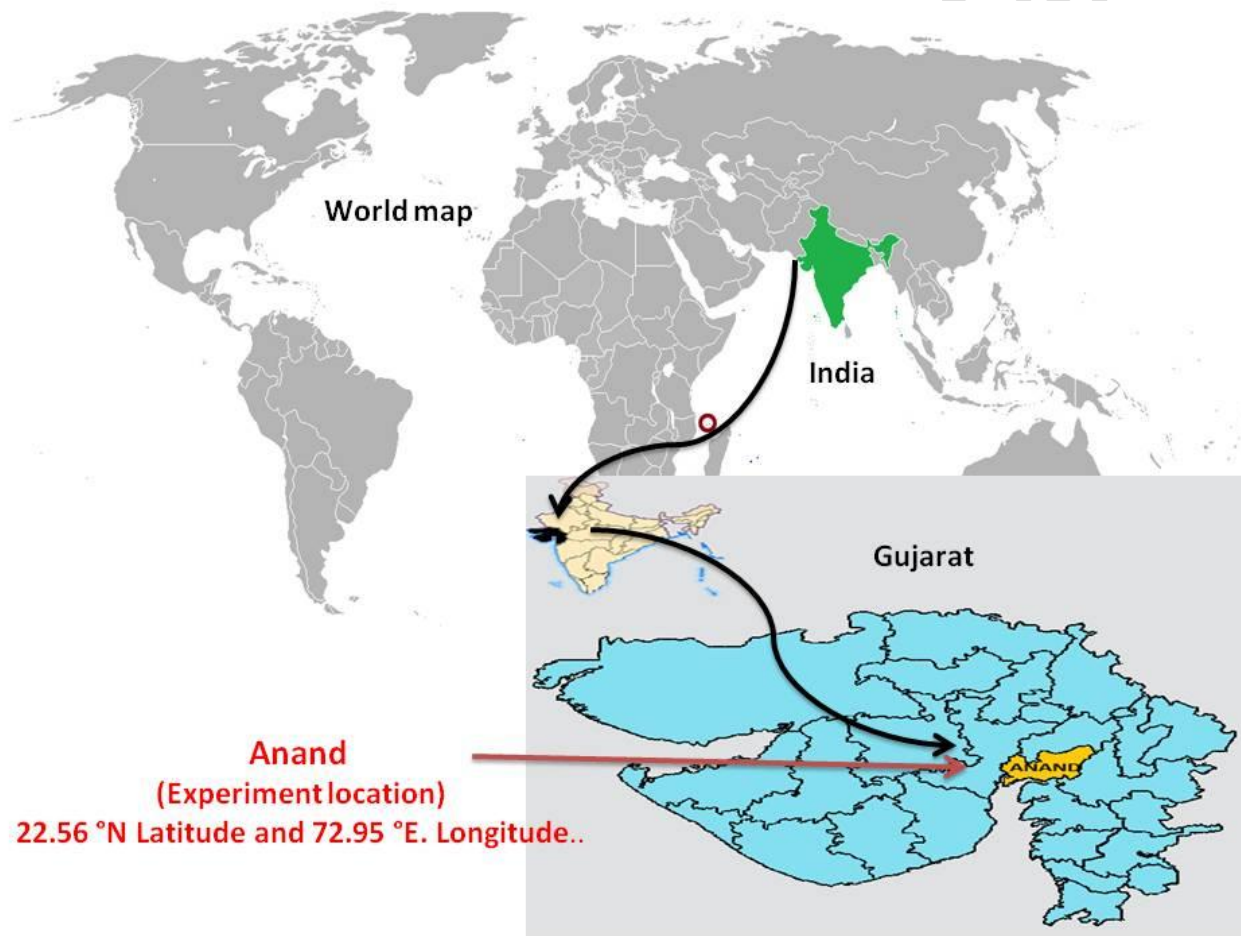 World map
India
Gujarat
ANAND
Anand
(Experiment location)
22.56 °N Latitude and 72.95 °E. Longitude..